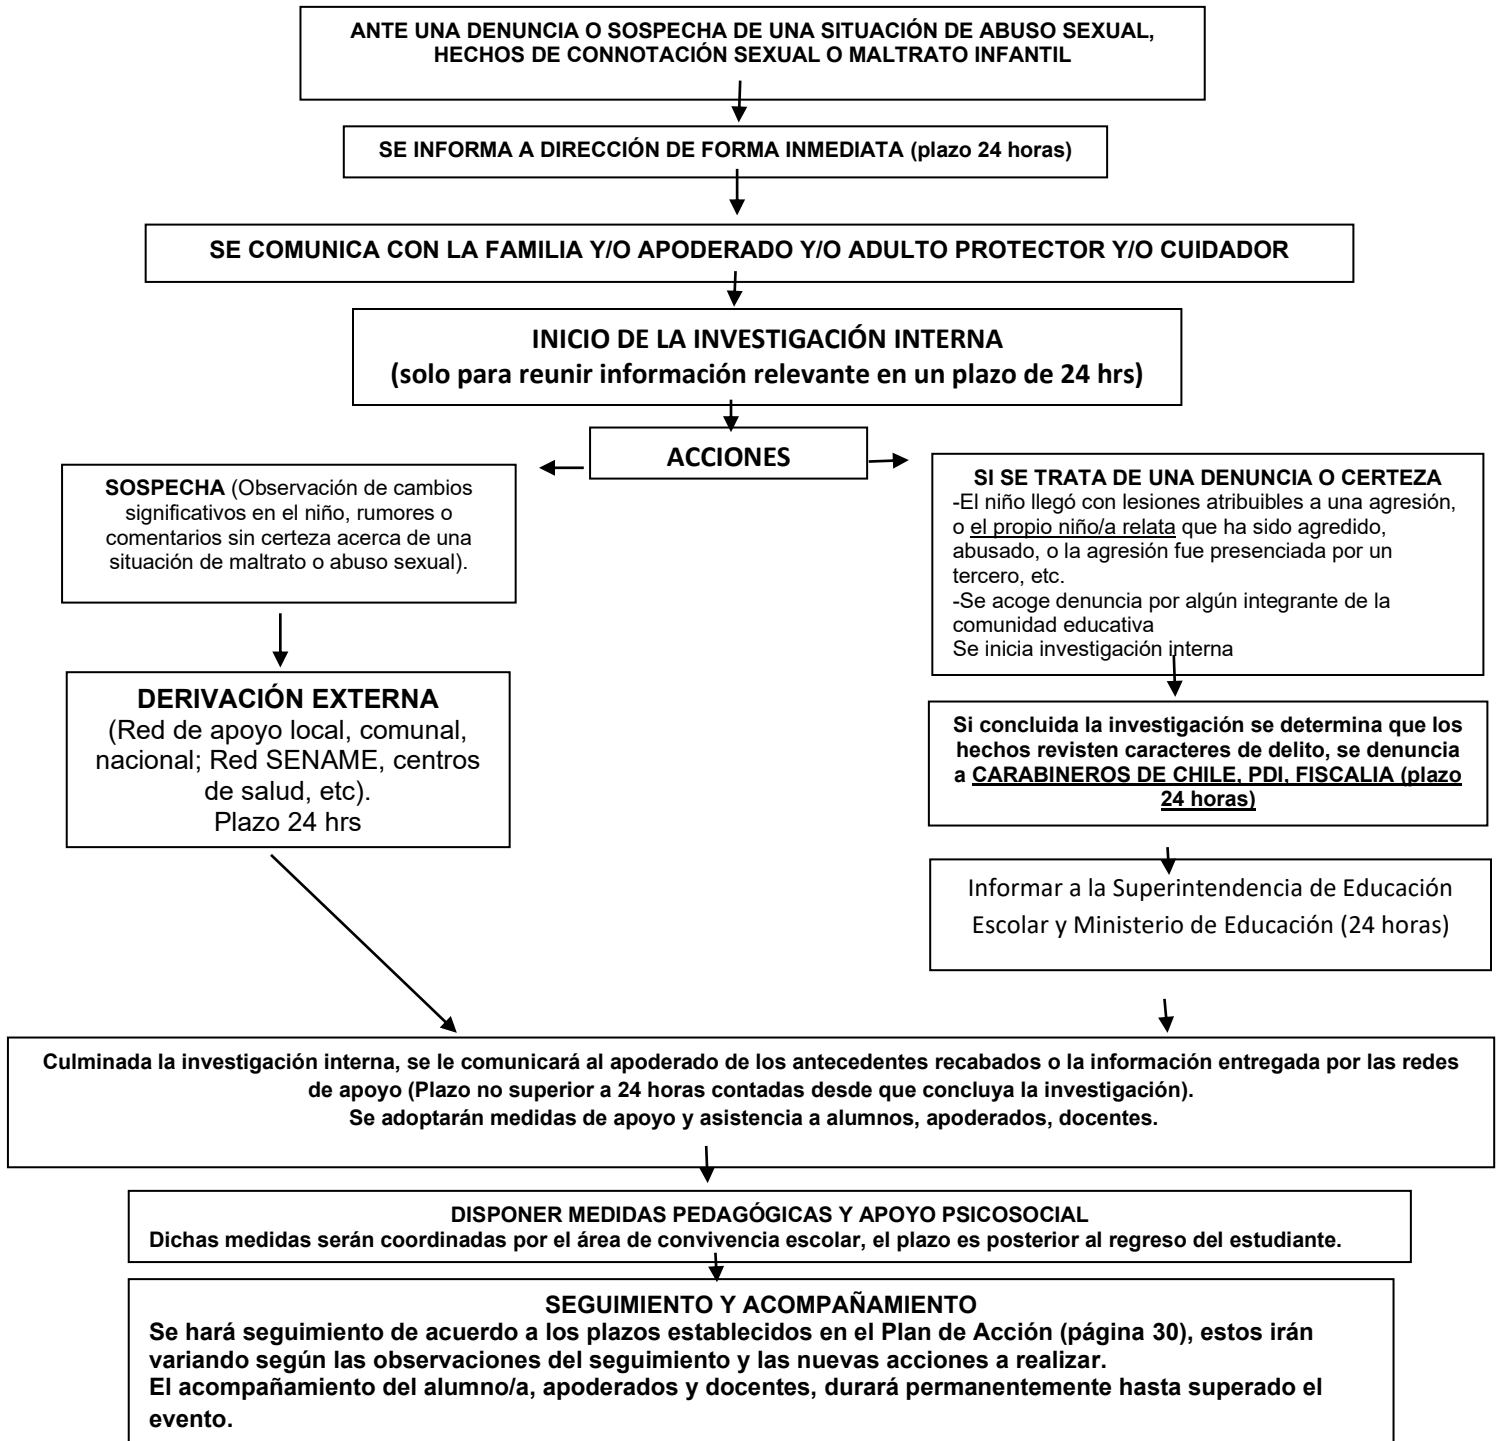 ANTE UNA DENUNCIA O SOSPECHA DE UNA SITUACIÓN DE ABUSO SEXUAL,
HECHOS DE CONNOTACIÓN SEXUAL O MALTRATO INFANTIL
SE INFORMA A DIRECCIÓN DE FORMA INMEDIATA (plazo 24 horas)
SE COMUNICA CON LA FAMILIA Y/O APODERADO Y/O ADULTO PROTECTOR Y/O CUIDADOR
INICIO DE LA INVESTIGACIÓN INTERNA
(solo para reunir información relevante en un plazo de 24 hrs)
ACCIONES
SOSPECHA (Observación de cambios
significativos en el niño, rumores o
comentarios sin certeza acerca de una
situación de maltrato o abuso sexual).
DERIVACIÓN EXTERNA
(Red de apoyo local, comunal,
nacional; Red SENAME, centros
de salud, etc).
Plazo 24 hrs
SI SE TRATA DE UNA DENUNCIA O CERTEZA
-El niño llegó con lesiones atribuibles a una agresión,
o el propio niño/a relata que ha sido agredido,
abusado, o la agresión fue presenciada por un
tercero, etc.
-Se acoge denuncia por algún integrante de la
comunidad educativa
Se inicia investigación interna
Si concluida la investigación se determina que los
hechos revisten caracteres de delito, se denuncia
a CARABINEROS DE CHILE, PDI, FISCALIA (plazo
24 horas)
Informar a la Superintendencia de Educación
Escolar y Ministerio de Educación (24 horas)
Culminada la investigación interna, se le comunicará al apoderado de los antecedentes recabados o la información entregada por las redes
de apoyo (Plazo no superior a 24 horas contadas desde que concluya la investigación).
Se adoptarán medidas de apoyo y asistencia a alumnos, apoderados, docentes.
DISPONER MEDIDAS PEDAGÓGICAS Y APOYO PSICOSOCIAL
Dichas medidas serán coordinadas por el área de convivencia escolar, el plazo es posterior al regreso del estudiante.
SEGUIMIENTO Y ACOMPAÑAMIENTO
Se hará seguimiento de acuerdo a los plazos establecidos en el Plan de Acción (página 30), estos irán
variando según las observaciones del seguimiento y las nuevas acciones a realizar.
El acompañamiento del alumno/a, apoderados y docentes, durará permanentemente hasta superado el
evento.